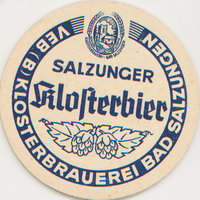 VEB (B) KLOSTERBRAUEREI BAD SALZUNGEN
SALZUNGER
Klosterbier